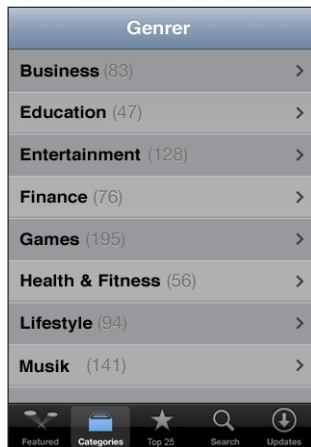 Genrer
Business (83)
Education (47)
Entertainment (128)
Finance (76)
Games (195)
Health & Fitness (56)
Lifestyle (94)
Musik (141)
Featured Categories Top 25 Search Updates